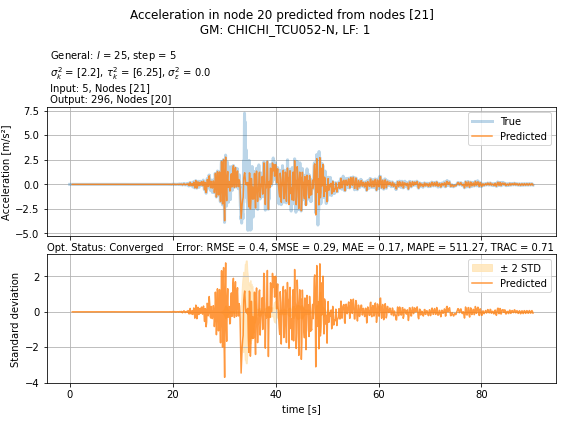 Acceleration in node 20 predicted from nodes [21]
GM: CHICHI_TCU052-N, LF: 1
General: l = 25, step = 5
σ²ₖ = [2.2], τ²ₖ = [6.25], σ²ε = 0.0
Input: 5, Nodes [21]
Output: 296, Nodes [20]
7.5
5.0
2.5
0.0
−2.5
−5.0
Acceleration [m/s²]
True
Predicted
Opt. Status: Converged Error: RMSE = 0.4, SMSE = 0.29, MAE = 0.17, MAPE = 511.27, TRAC = 0.71
2
0
−2
−4
Standard deviation
± 2 STD
Predicted
0 20 40 60 80
time [s]